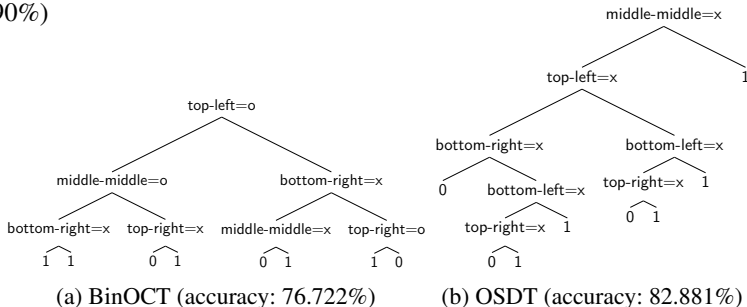 90%)
middle-middle=x
top-left=x 1
top-left=o
bottom-right=x bottom-left=x
middle-middle=o bottom-right=x
0 bottom-left=x top-right=x 1
bottom-right=x top-right=x middle-middle=x top-right=o
top-right=x 1 0 1
1 1 0 1 0 1 1 0
0 1
(a) BinOCT (accuracy: 76.722%) (b) OSDT (accuracy: 82.881%)